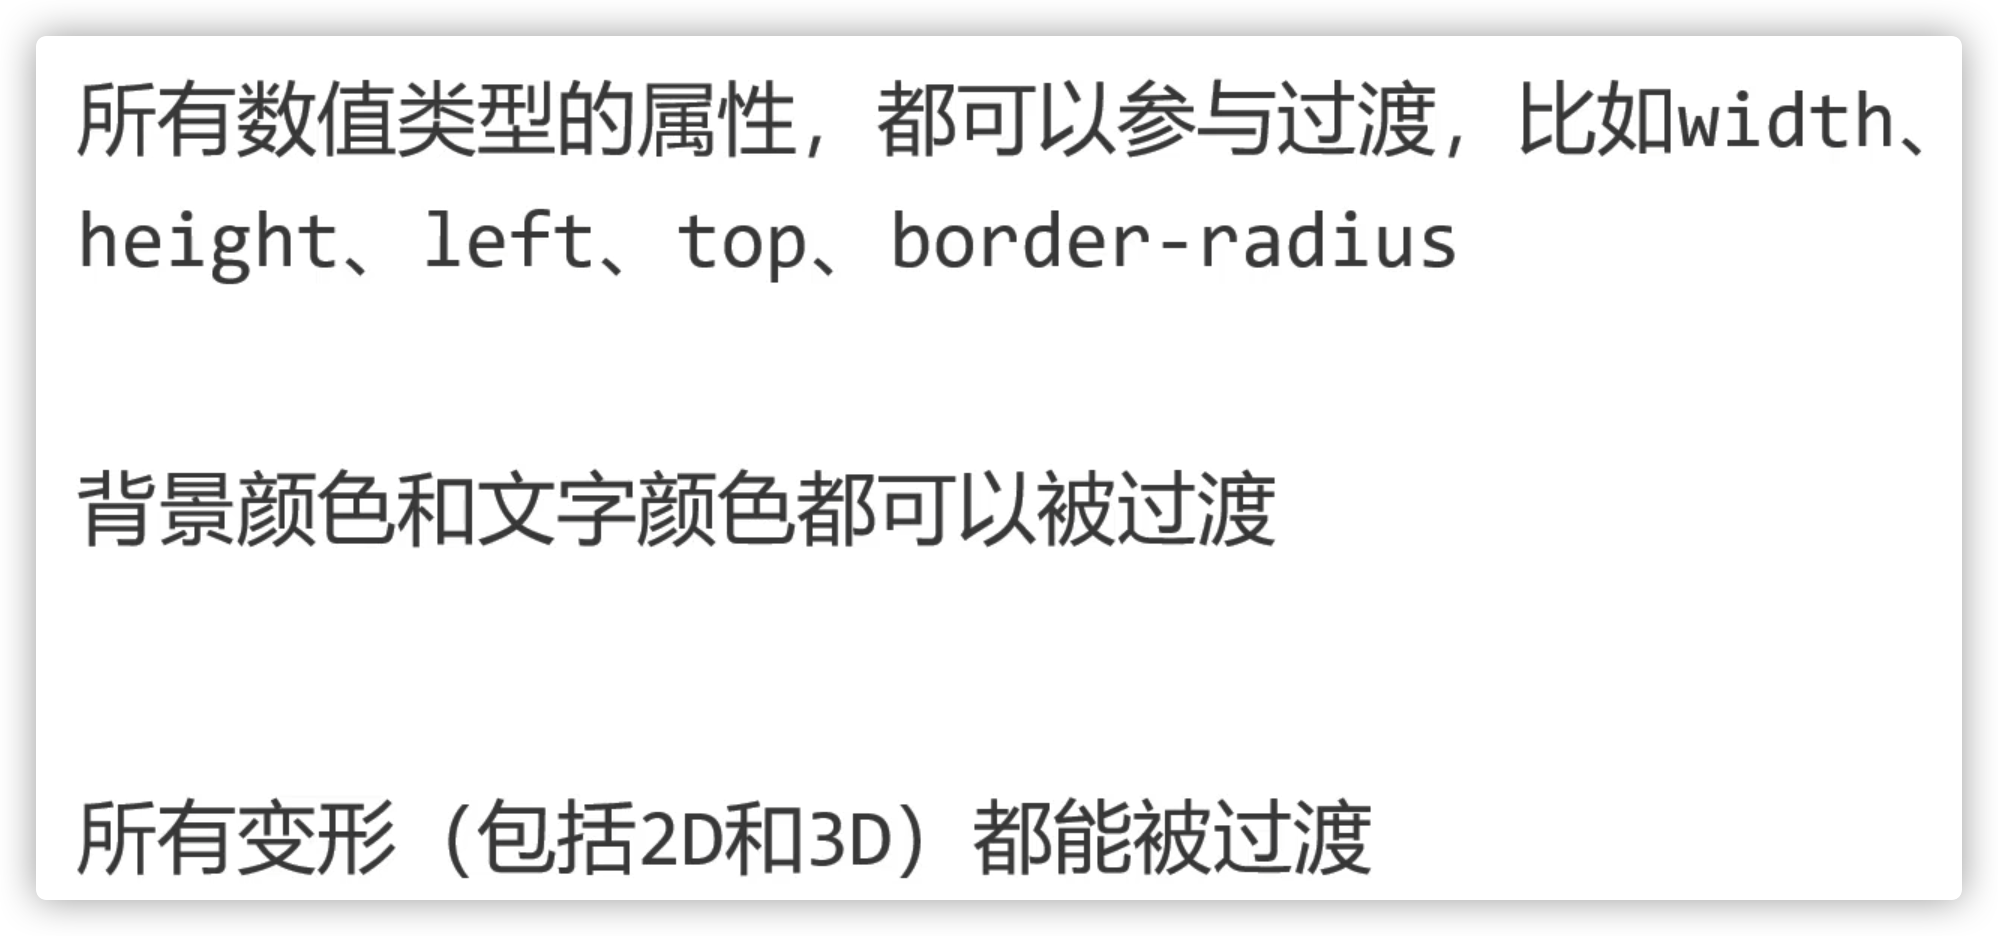 所有数值类型的属性，都可以参与过渡，比如width、
height、left、top、border-radius
背景颜色和文字颜色都可以被过渡
所有变形（包括2D和3D）都能被过渡